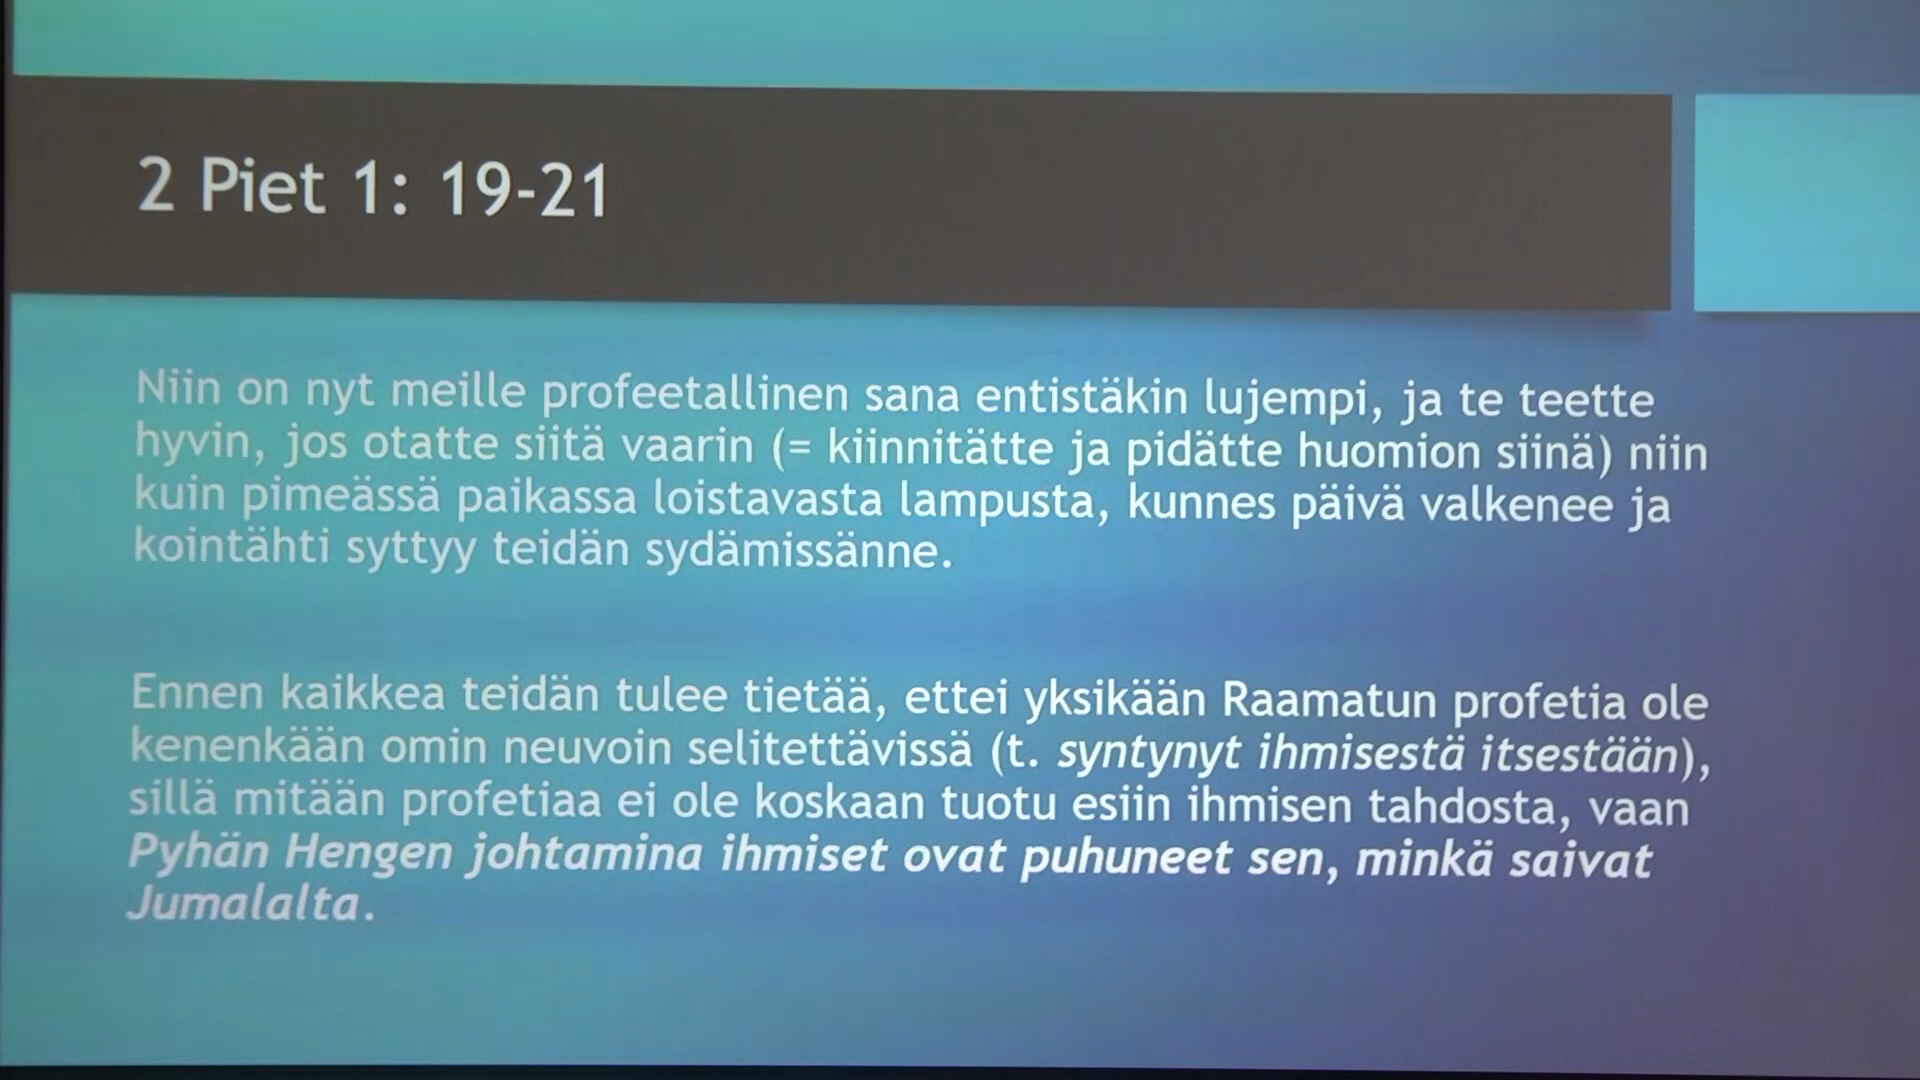 2 Piet 1: 19-21
Niin on nyt meille profeetallinen sana entistäkin lujempi, ja te teette
hyvin, jos otatte siitä vaarin (= kiinnitätte ja pidätte huomion siinä) niin
kuin pimeässä paikassa loistavasta lampusta, kunnes päivä valkenee ja
kointähti syttyy teidän sydämissänne.
Ennen kaikkea teidän tulee tietää, ettei yksikään Raamatun profetia ole
kenenkään omin neuvoin selitettävissä (t. syntynyt ihmisestä itsestään),
sillä mitään profetiaa ei ole koskaan tuotu esiin ihmisen tahdosta, vaan
Pyhän Hengen johtamina ihmiset ovat puhuneet sen, minkä saivat
Jumalalta.